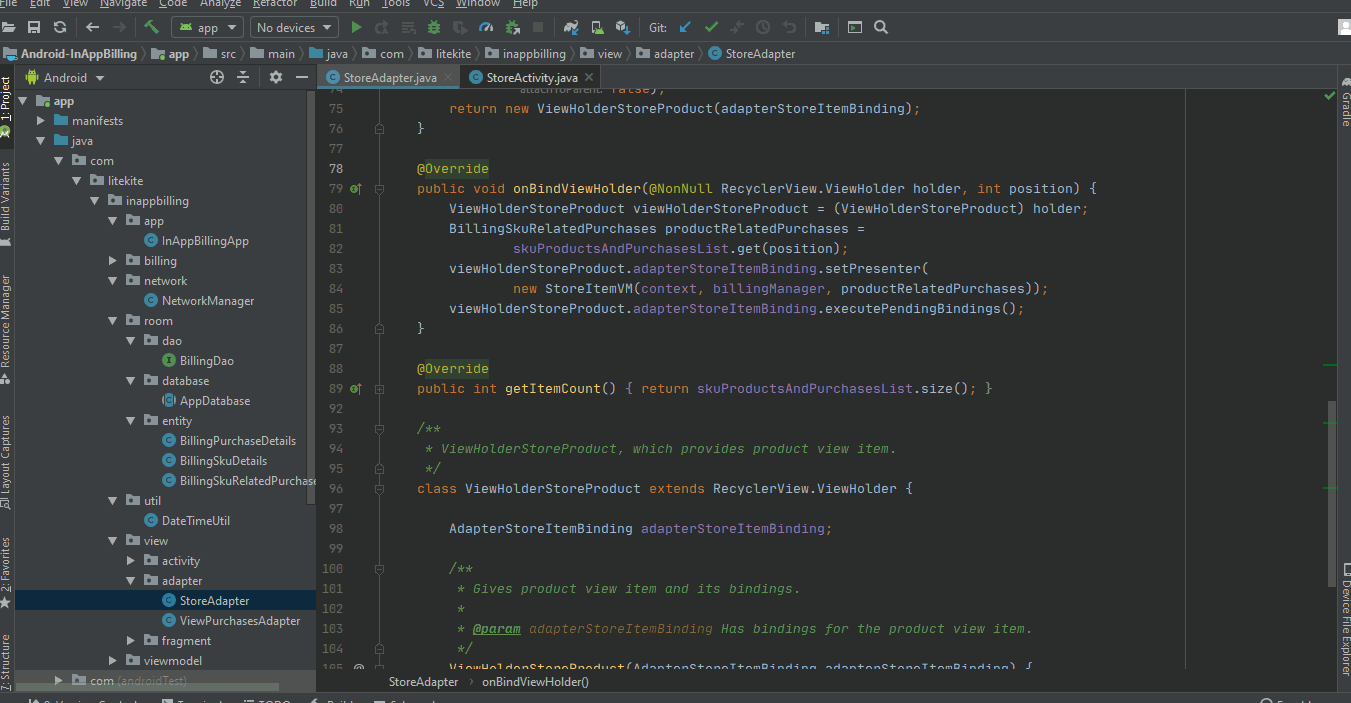 File Edit View Navigate Code Analyze Refactor Build Run Tools VCS Window Help
app No devices Git:
Android-InAppBilling app src main java com litekite inappbilling view adapter StoreAdapter
Android
StoreAdapter.java StoreActivity.java
1: Project
Build Variants
Resource Manager
Layout Captures
2: Favorites
7: Structure
app
manifests
java
com
litekite
inappbilling
app
InAppBillingApp
billing
network
NetworkManager
room
dao
BillingDao
database
AppDatabase
entity
BillingPurchaseDetails
BillingSkuDetails
BillingSkuRelatedPurchase
util
DateTimeUtil
view
activity
adapter
StoreAdapter
ViewPurchasesAdapter
fragment
viewmodel
com (androidTest)
74 attachToParent: false);
75 return new ViewHolderStoreProduct(adapterStoreItemBinding);
76 }
77
78 @Override
79 public void onBindViewHolder(@NonNull RecyclerView.ViewHolder holder, int position) {
80 ViewHolderStoreProduct viewHolderStoreProduct = (ViewHolderStoreProduct) holder;
81 BillingSkuRelatedPurchases productRelatedPurchases =
82 skuProductsAndPurchasesList.get(position);
83 viewHolderStoreProduct.adapterStoreItemBinding.setPresenter(
84 new StoreItemVM(context, billingManager, productRelatedPurchases));
85 viewHolderStoreProduct.adapterStoreItemBinding.executePendingBindings();
86 }
87
88 @Override
89 public int getItemCount() { return skuProductsAndPurchasesList.size(); }
92
93 /**
94 * ViewHolderStoreProduct, which provides product view item.
95 */
96 class ViewHolderStoreProduct extends RecyclerView.ViewHolder {
97
98 AdapterStoreItemBinding adapterStoreItemBinding;
99
100 /**
101 * Gives product view item and its bindings.
102 *
103 * @param adapterStoreItemBinding Has bindings for the product view item.
104 */
105 @ ViewHolderStoreProduct(AdapterStoreItemBinding adapterStoreItemBinding) {
StoreAdapter onBindViewHolder()
Gradle
Device File Explorer
TODO